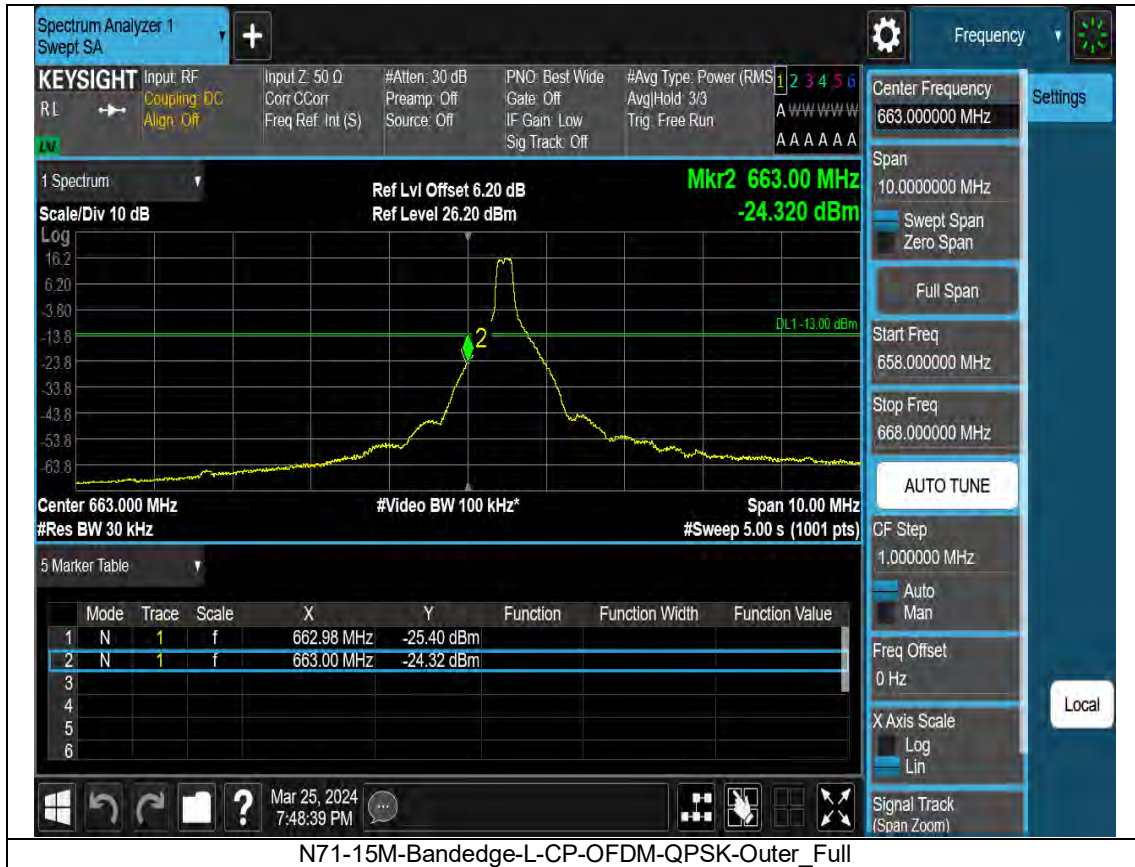 Spectrum Analyzer 1
Swept SA
+
Frequency
KEYSIGHT
RL
LXI
Input: RF
Coupling: DC
Align: Off
Input Z: 50 Ω
Corr CCorr
Freq Ref: Int (S)
#Atten: 30 dB
Preamp: Off
Source: Off
PNO: Best Wide
Gate: Off
IF Gain: Low
Sig Track: Off
#Avg Type: Power (RMS
Avg|Hold: 3/3
Trig: Free Run
1 2 3 4 5 6
A W W W W W
A A A A A A
1 Spectrum
Scale/Div 10 dB
Ref Lvl Offset 6.20 dB
Ref Level 26.20 dBm
Mkr2 663.00 MHz
-24.320 dBm
Log
16.2
6.20
-3.80
-13.8
-23.8
-33.8
-43.8
-53.8
-63.8
2
DL1 -13.00 dBm
Center 663.000 MHz
#Video BW 100 kHz*
Span 10.00 MHz
#Res BW 30 kHz
#Sweep 5.00 s (1001 pts)
5 Marker Table
Mode Trace Scale X Y Function Function Width Function Value
1 N 1 f 662.98 MHz -25.40 dBm
2 N 1 f 663.00 MHz -24.32 dBm
3
4
5
6
?
Mar 25, 2024
7:48:39 PM
Center Frequency
663.000000 MHz
Settings
Span
10.0000000 MHz
Swept Span
Zero Span
Full Span
Start Freq
658.000000 MHz
Stop Freq
668.000000 MHz
AUTO TUNE
CF Step
1.000000 MHz
Auto
Man
Freq Offset
0 Hz
Local
X Axis Scale
Log
Lin
Signal Track
(Span Zoom)
N71-15M-Bandedge-L-CP-OFDM-QPSK-Outer_Full